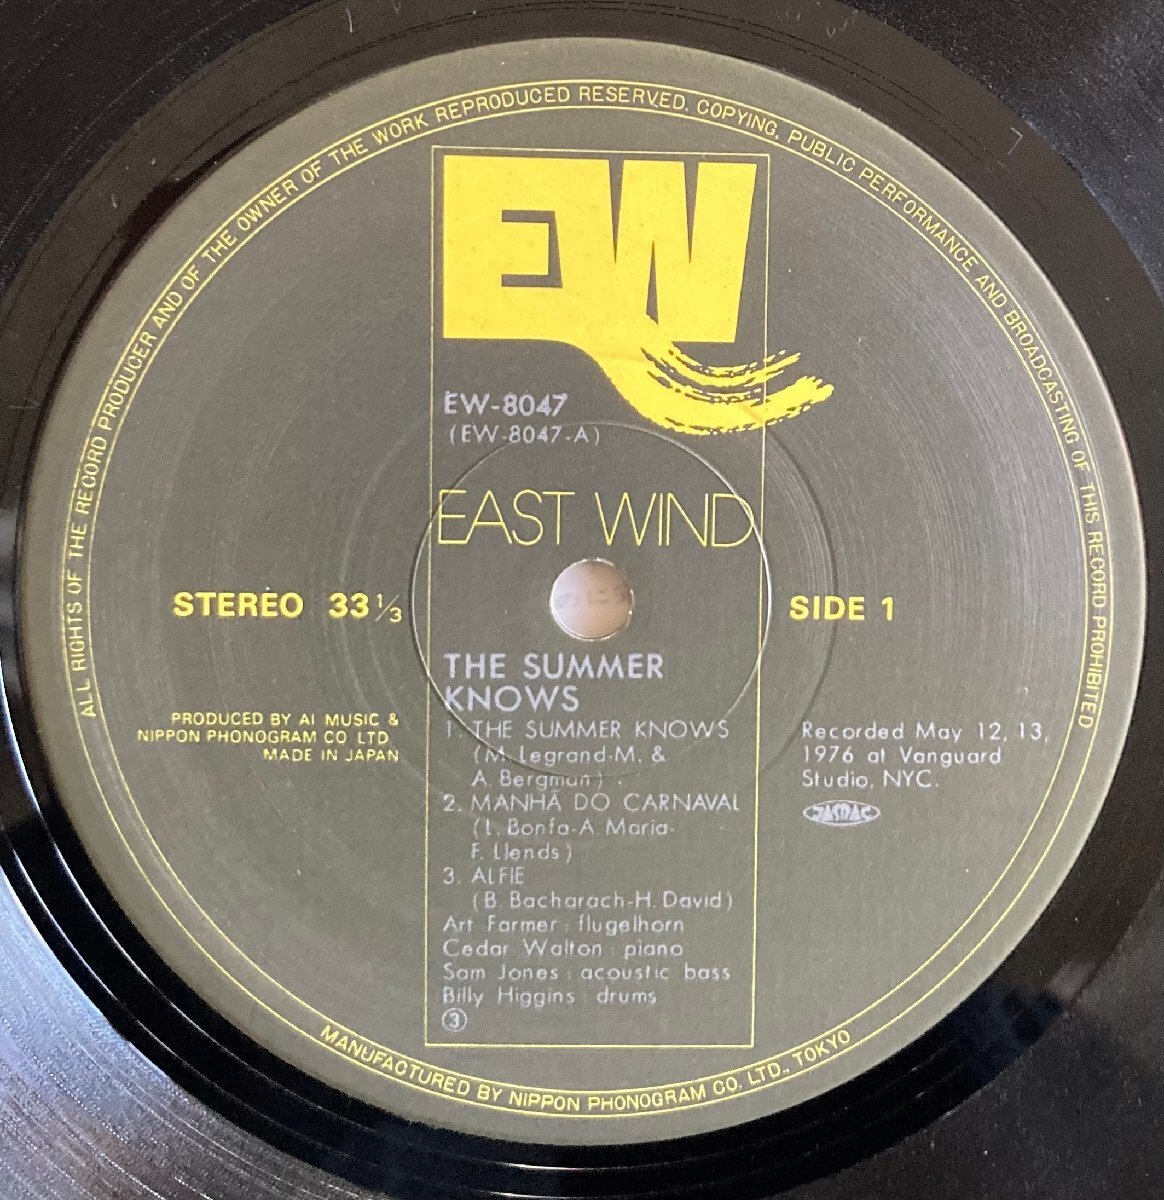 ALL RIGHTS OF THE RECORD PRODUCER AND OF THE OWNER OF THE WORK REPRODUCED RESERVED. COPYING, PUBLIC PERFORMANCE AND BROADCASTING OF THIS RECORD PROHIBITED
EW
EW-8047
(EW-8047-A)
EAST WIND
STEREO 33 1/3
SIDE 1
THE SUMMER
KNOWS
1. THE SUMMER KNOWS
(M. Legrand-M. &
A. Bergman)
2. MANHÃ DO CARNAVAL
(L. Bonfa-A. Maria-
F. Llends)
3. ALFIE
(B. Bacharach-H. David)
Art Farmer : flugelhorn
Cedar Walton : piano
Sam Jones : acoustic bass
Billy Higgins : drums
③
PRODUCED BY AI MUSIC &
NIPPON PHONOGRAM CO LTD
MADE IN JAPAN
Recorded May 12, 13,
1976 at Vanguard
Studio, NYC.
JASRAC
MANUFACTURED BY NIPPON PHONOGRAM CO. LTD., TOKYO